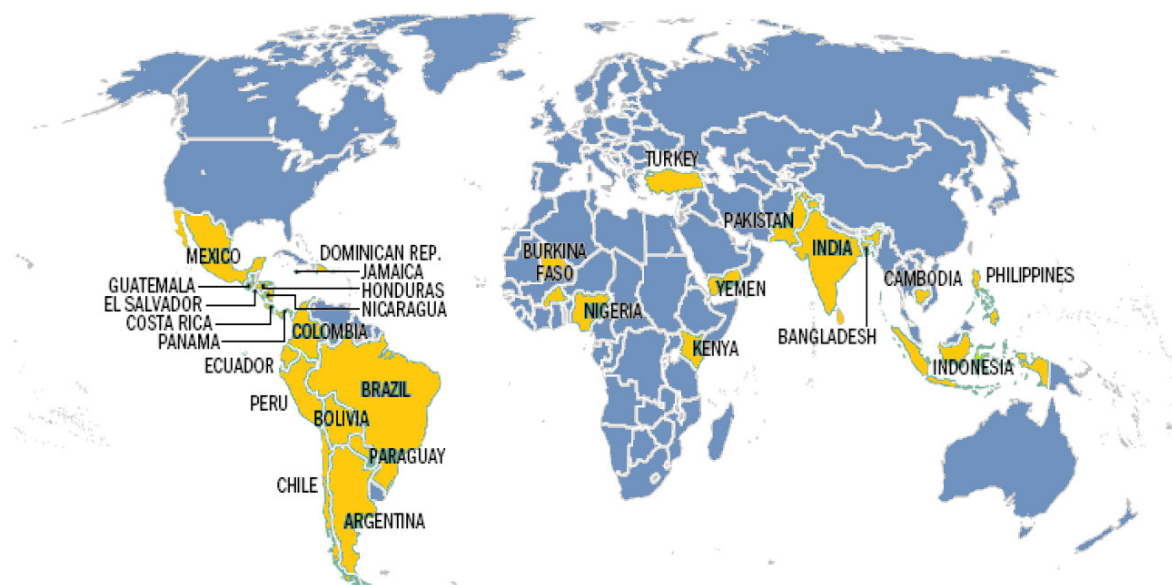 TURKEY
PAKISTAN
INDIA
MEXICO
DOMINICAN REP.
JAMAICA
GUATEMALA
HONDURAS
EL SALVADOR
NICARAGUA
COSTA RICA
PANAMA
COLOMBIA
ECUADOR
BURKINA
FASO
NIGERIA
YEMEN
KENYA
CAMBODIA
PHILIPPINES
BANGLADESH
INDONESIA
BRAZIL
PERU
BOLIVIA
PARAGUAY
CHILE
ARGENTINA